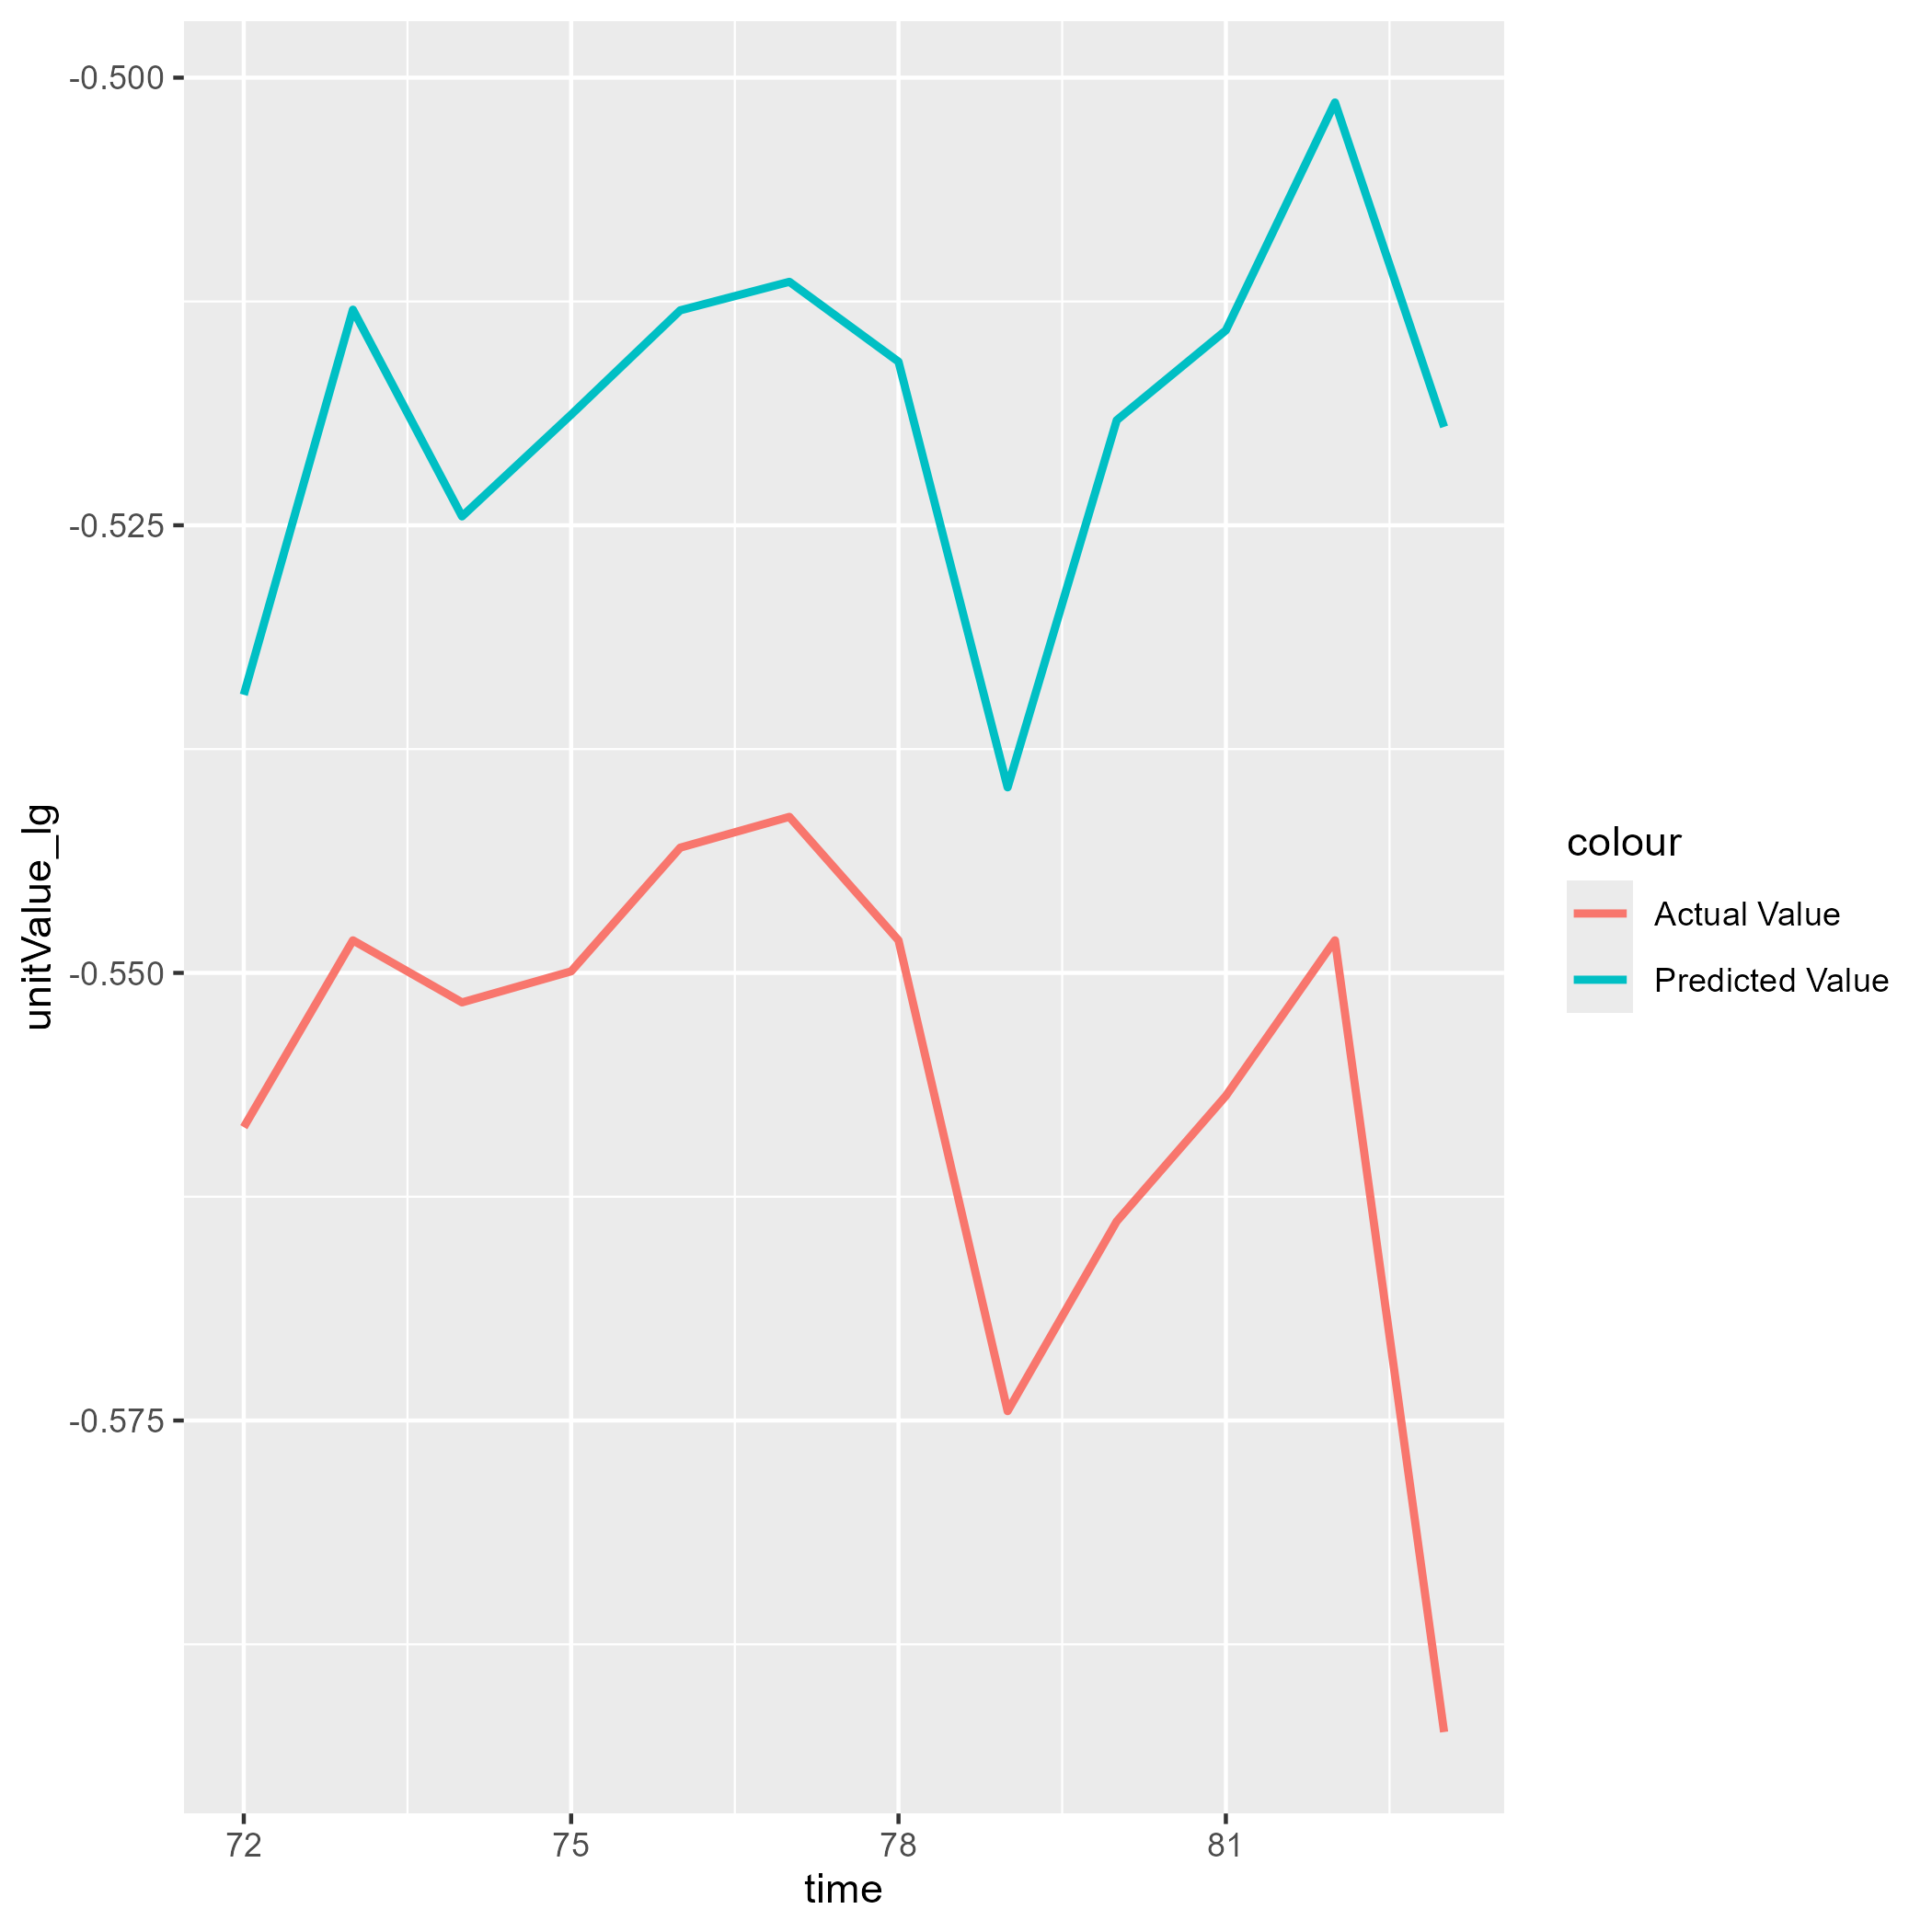 -0.500
-0.525
-0.550
-0.575
unitValue_lg
72 75 78 81
time
colour
Actual Value
Predicted Value